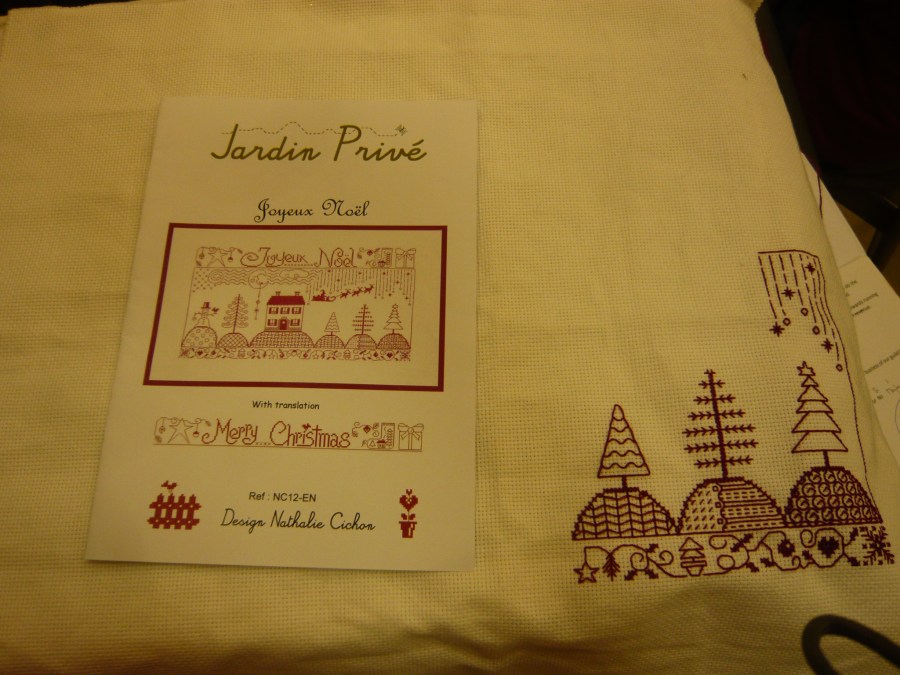 Jardin Privé
Joyeux Noël
Joyeux Noël
With translation
Merry Christmas
Ref : NC12-EN
Design Nathalie Cichon